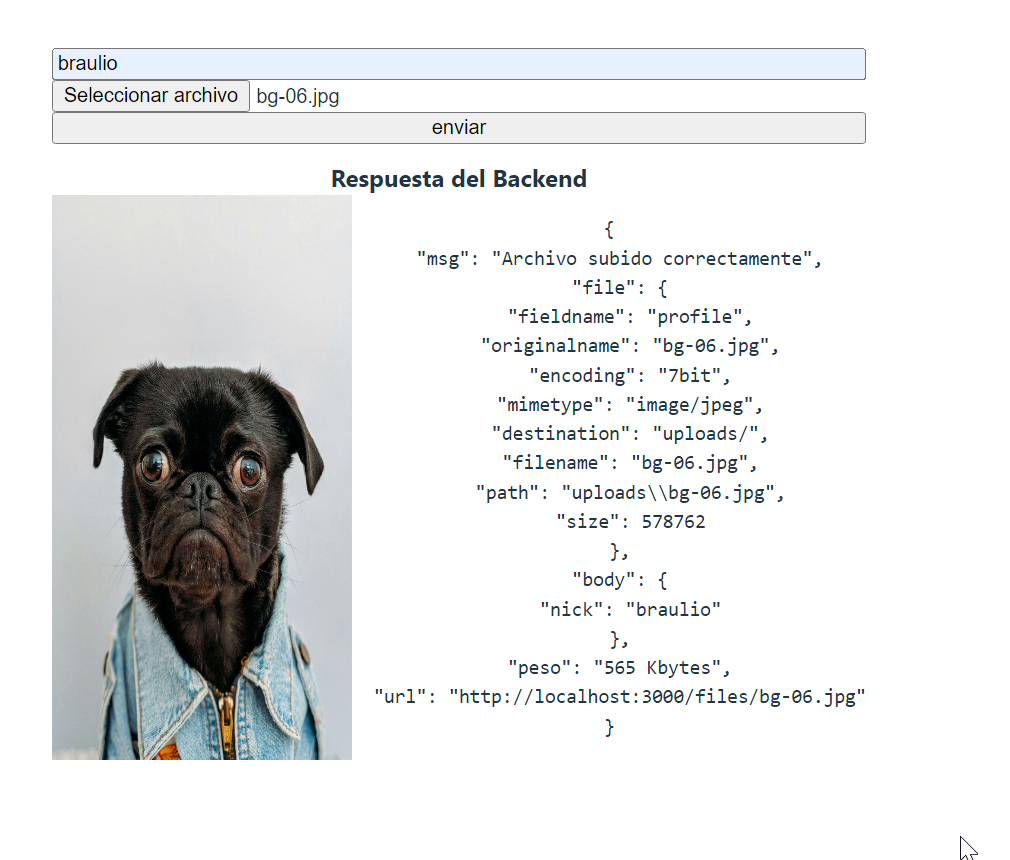 braulio
Seleccionar archivo bg-06.jpg
enviar
Respuesta del Backend
{
"msg": "Archivo subido correctamente",
"file": {
"fieldname": "profile",
"originalname": "bg-06.jpg",
"encoding": "7bit",
"mimetype": "image/jpeg",
"destination": "uploads/",
"filename": "bg-06.jpg",
"path": "uploads\\bg-06.jpg",
"size": 578762
},
"body": {
"nick": "braulio"
},
"peso": "565 Kbytes",
"url": "http://localhost:3000/files/bg-06.jpg"
}